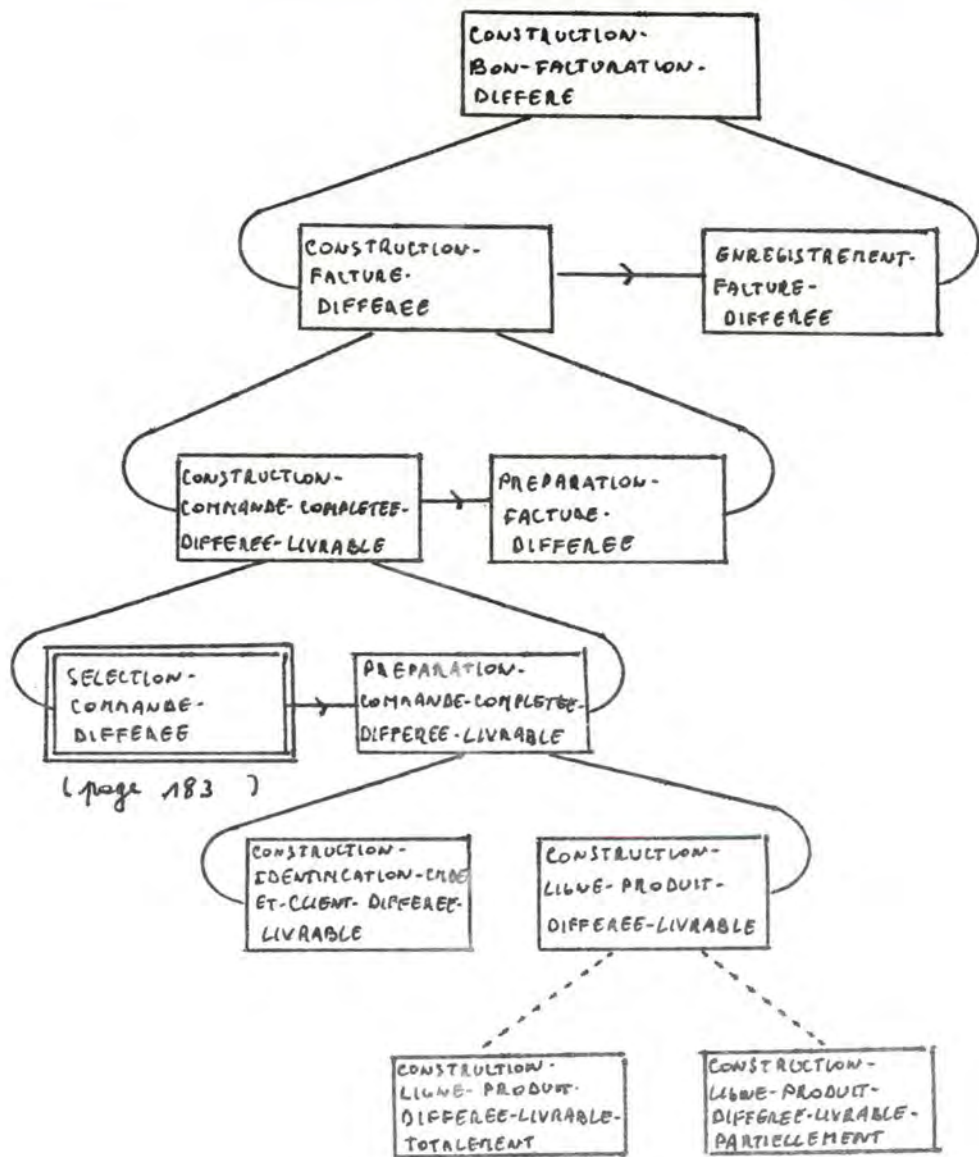 CONSTRUCTION-
BON-FACTURATION-
DIFFERE
CONSTRUCTION-
FACTURE-
DIFFEREE
ENREGISTREMENT-
FACTURE-
DIFFEREE
CONSTRUCTION-
COMMANDE-COMPLETEE-
DIFFEREE-LIVRABLE
PREPARATION-
FACTURE-
DIFFEREE
SELECTION-
COMMANDE-
DIFFEREE
(page 183 )
PREPARATION-
COMMANDE-COMPLETEE-
DIFFEREE-LIVRABLE
CONSTRUCTION-
IDENTIFICATION-CMDE
ET-CLIENT-DIFFEREE-
LIVRABLE
CONSTRUCTION-
LIGNE-PRODUIT-
DIFFEREE-LIVRABLE
CONSTRUCTION-
LIGNE-PRODUIT-
DIFFEREE-LIVRABLE-
TOTALEMENT
CONSTRUCTION-
LIGNE-PRODUIT-
DIFFEREE-LIVRABLE-
PARTIELLEMENT